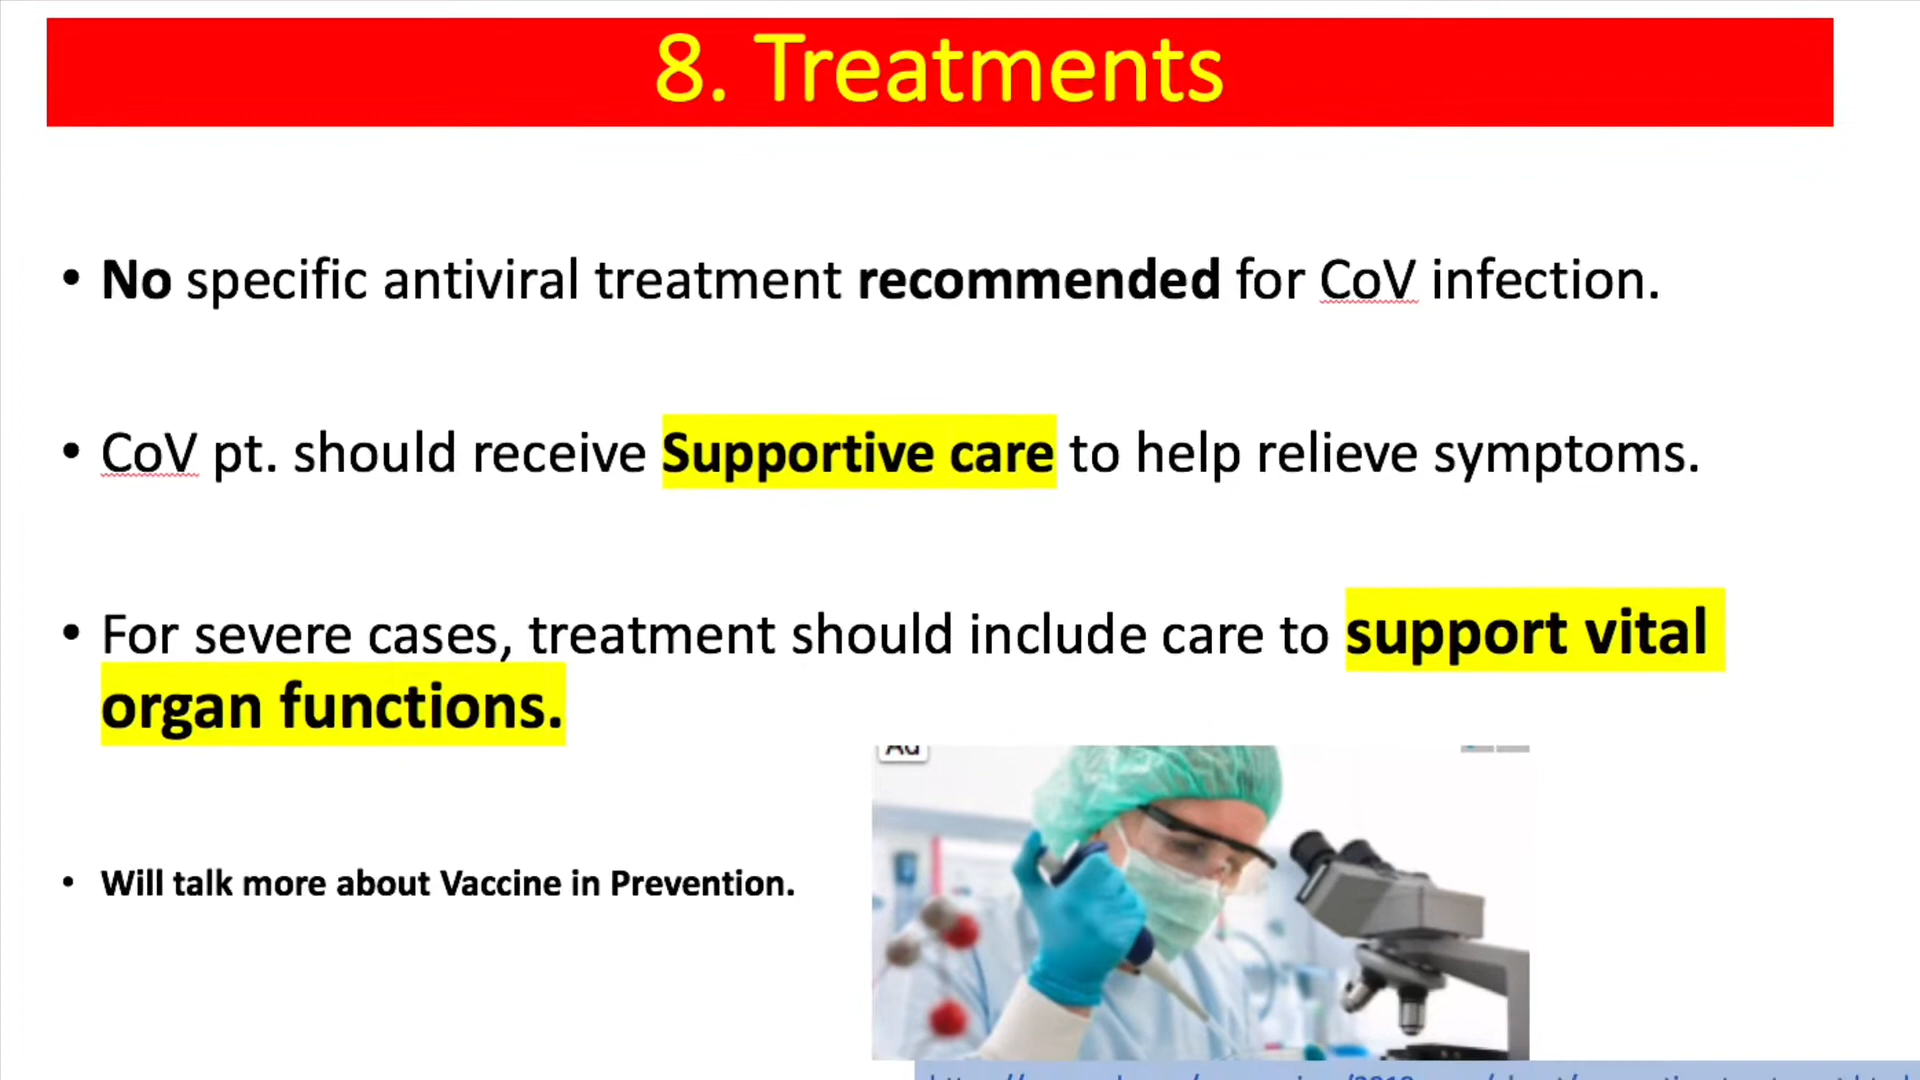 8. Treatments
• No specific antiviral treatment recommended for CoV infection.
• CoV pt. should receive Supportive care to help relieve symptoms.
• For severe cases, treatment should include care to support vital
organ functions.
Ad
• Will talk more about Vaccine in Prevention.